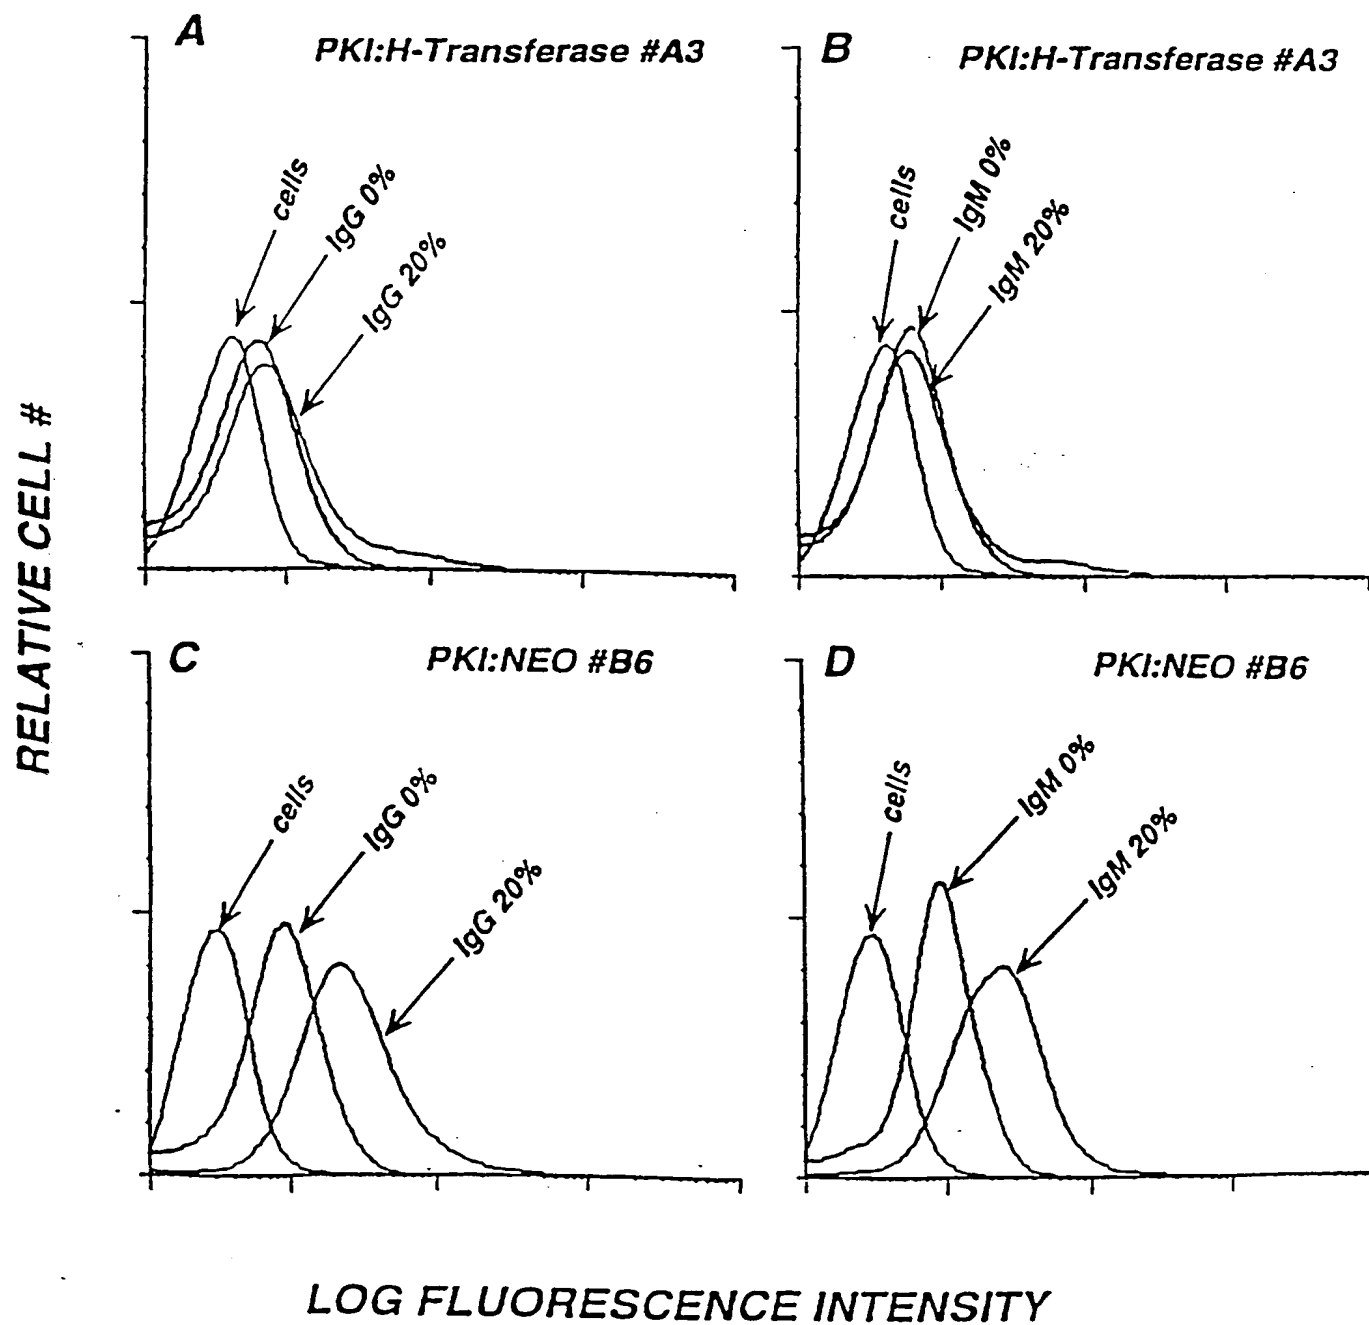 A
PKI:H-Transferase #A3
cells
IgG 0%
IgG 20%
B
PKI:H-Transferase #A3
cells
IgM 0%
IgM 20%
RELATIVE CELL #
C
PKI:NEO #B6
cells
IgG 0%
IgG 20%
D
PKI:NEO #B6
cells
IgM 0%
IgM 20%
LOG FLUORESCENCE INTENSITY